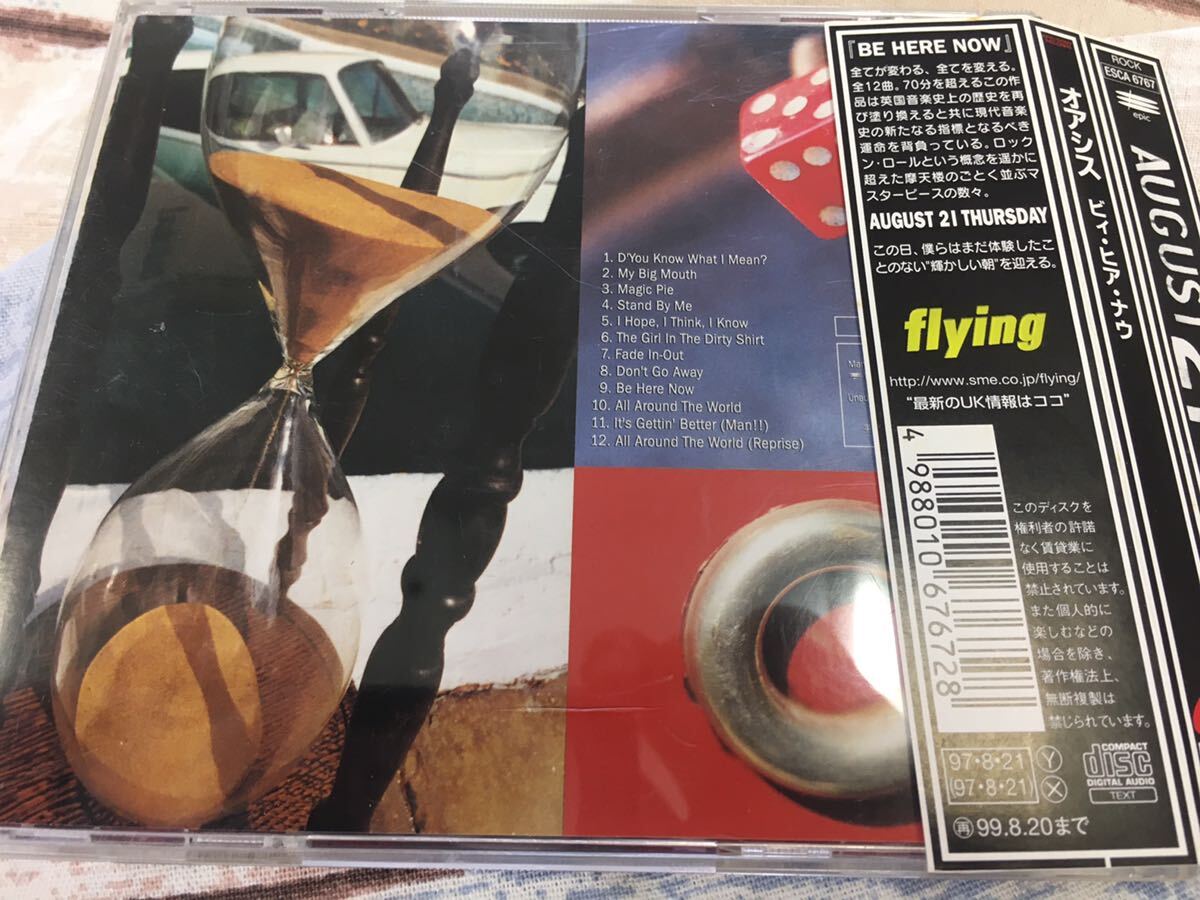 1. D'You Know What I Mean?
2. My Big Mouth
3. Magic Pie
4. Stand By Me
5. I Hope, I Think, I Know
6. The Girl In The Dirty Shirt
7. Fade In-Out
8. Don't Go Away
9. Be Here Now
10. All Around The World
11. It's Gettin' Better (Man!!)
12. All Around The World (Reprise)
『BE HERE NOW』
全てが変わる、全てを変える。
全12曲。70分を超えるこの作
品は英国音楽史上の歴史を再
び塗り換えると共に現代音楽
史の新たなる指標となるべき
運命を背負っている。ロック
ン・ロールという概念を遥かに
超えた摩天楼のごとく並ぶマ
スターピースの数々。
AUGUST 21 THURSDAY
この日、僕らはまだ体験したこ
とのない"輝かしい朝"を迎える。
flying
http://www.sme.co.jp/flying/
"最新のUK情報はココ"
4 988010 676728
このディスクを
権利者の許諾
なく賃貸業に
使用することは
禁止されています。
また個人的に
楽しむなどの
場合を除き、
著作権法上、
無断複製は
禁じられています。
97・8・21 Y
(97・8・21) X
再 99.8.20まで
COMPACT
disc
DIGITAL AUDIO
TEXT
オアシス ビィ・ヒア・ナウ
ROCK
ESCA 6767
epic
AUGUST 21